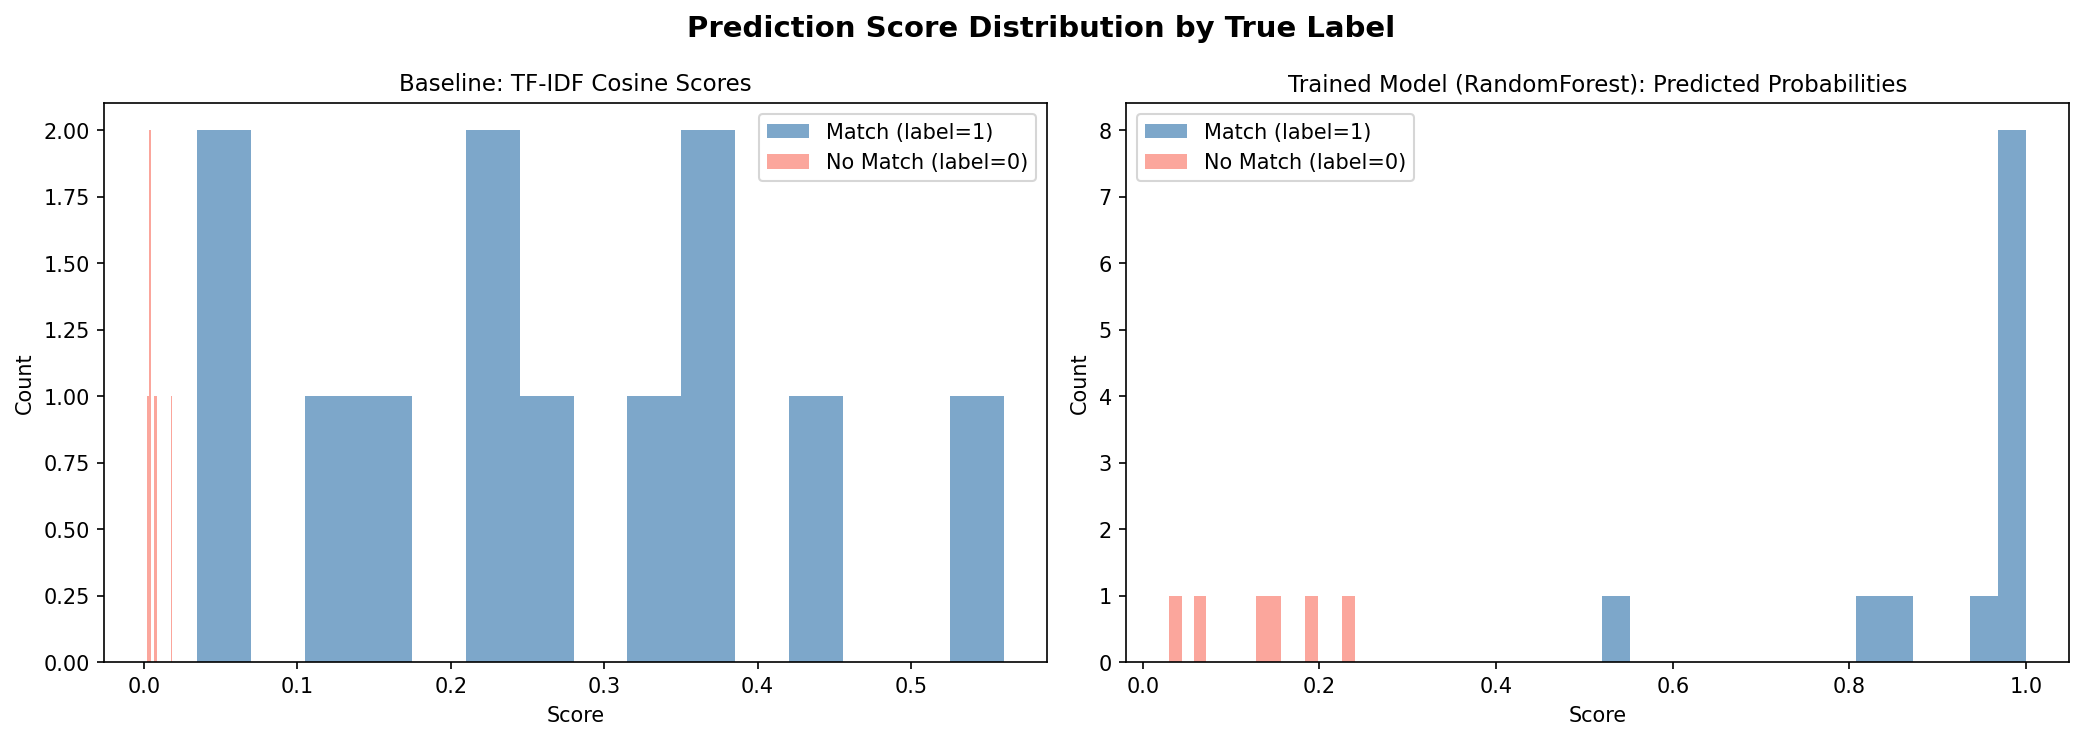 Prediction Score Distribution by True Label
Baseline: TF-IDF Cosine Scores
Match (label=1)
No Match (label=0)
2.00
1.75
1.50
1.25
1.00
0.75
0.50
0.25
0.00
Count
0.0 0.1 0.2 0.3 0.4 0.5
Score
Trained Model (RandomForest): Predicted Probabilities
Match (label=1)
No Match (label=0)
8
7
6
5
4
3
2
1
0
Count
0.0 0.2 0.4 0.6 0.8 1.0
Score